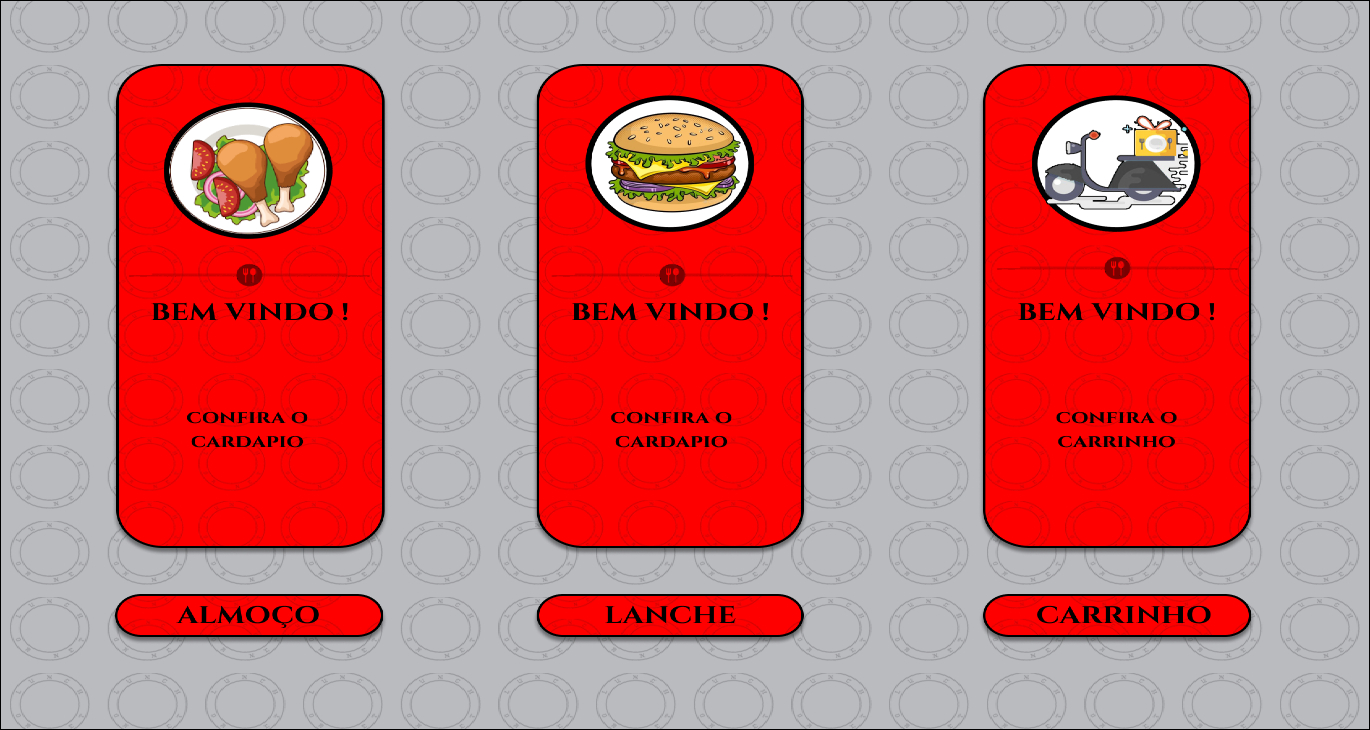 BEM VINDO !
CONFIRA O
CARDAPIO
ALMOÇO
BEM VINDO !
CONFIRA O
CARDAPIO
LANCHE
BEM VINDO !
CONFIRA O
CARRINHO
CARRINHO